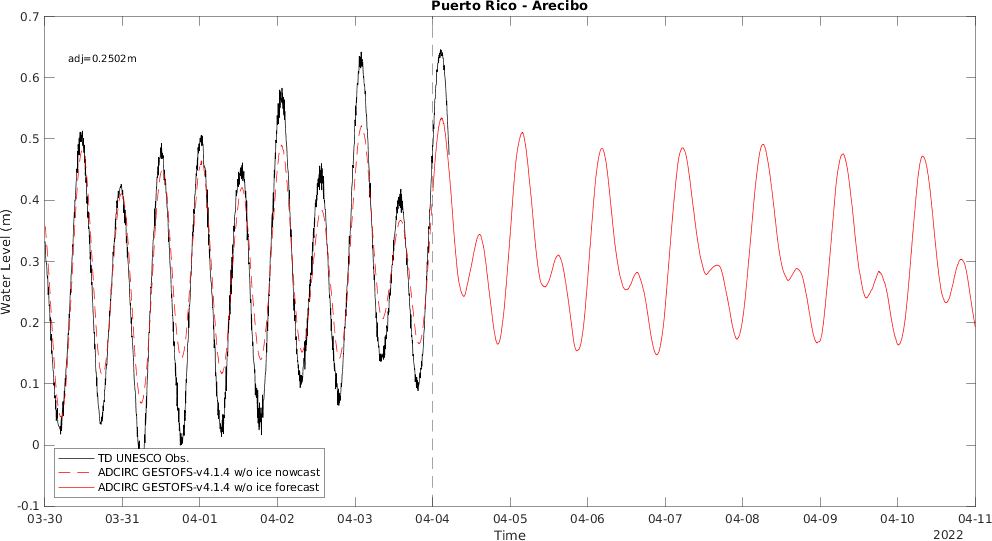 Puerto Rico - Arecibo
0.7
adj=0.2502m
0.6
0.5
0.4
0.3
0.2
0.1
0
-0.1
Water Level (m)
TD UNESCO Obs.
ADCIRC GESTOFS-v4.1.4 w/o ice nowcast
ADCIRC GESTOFS-v4.1.4 w/o ice forecast
03-30 03-31 04-01 04-02 04-03 04-04 04-05 04-06 04-07 04-08 04-09 04-10 04-11
Time
2022